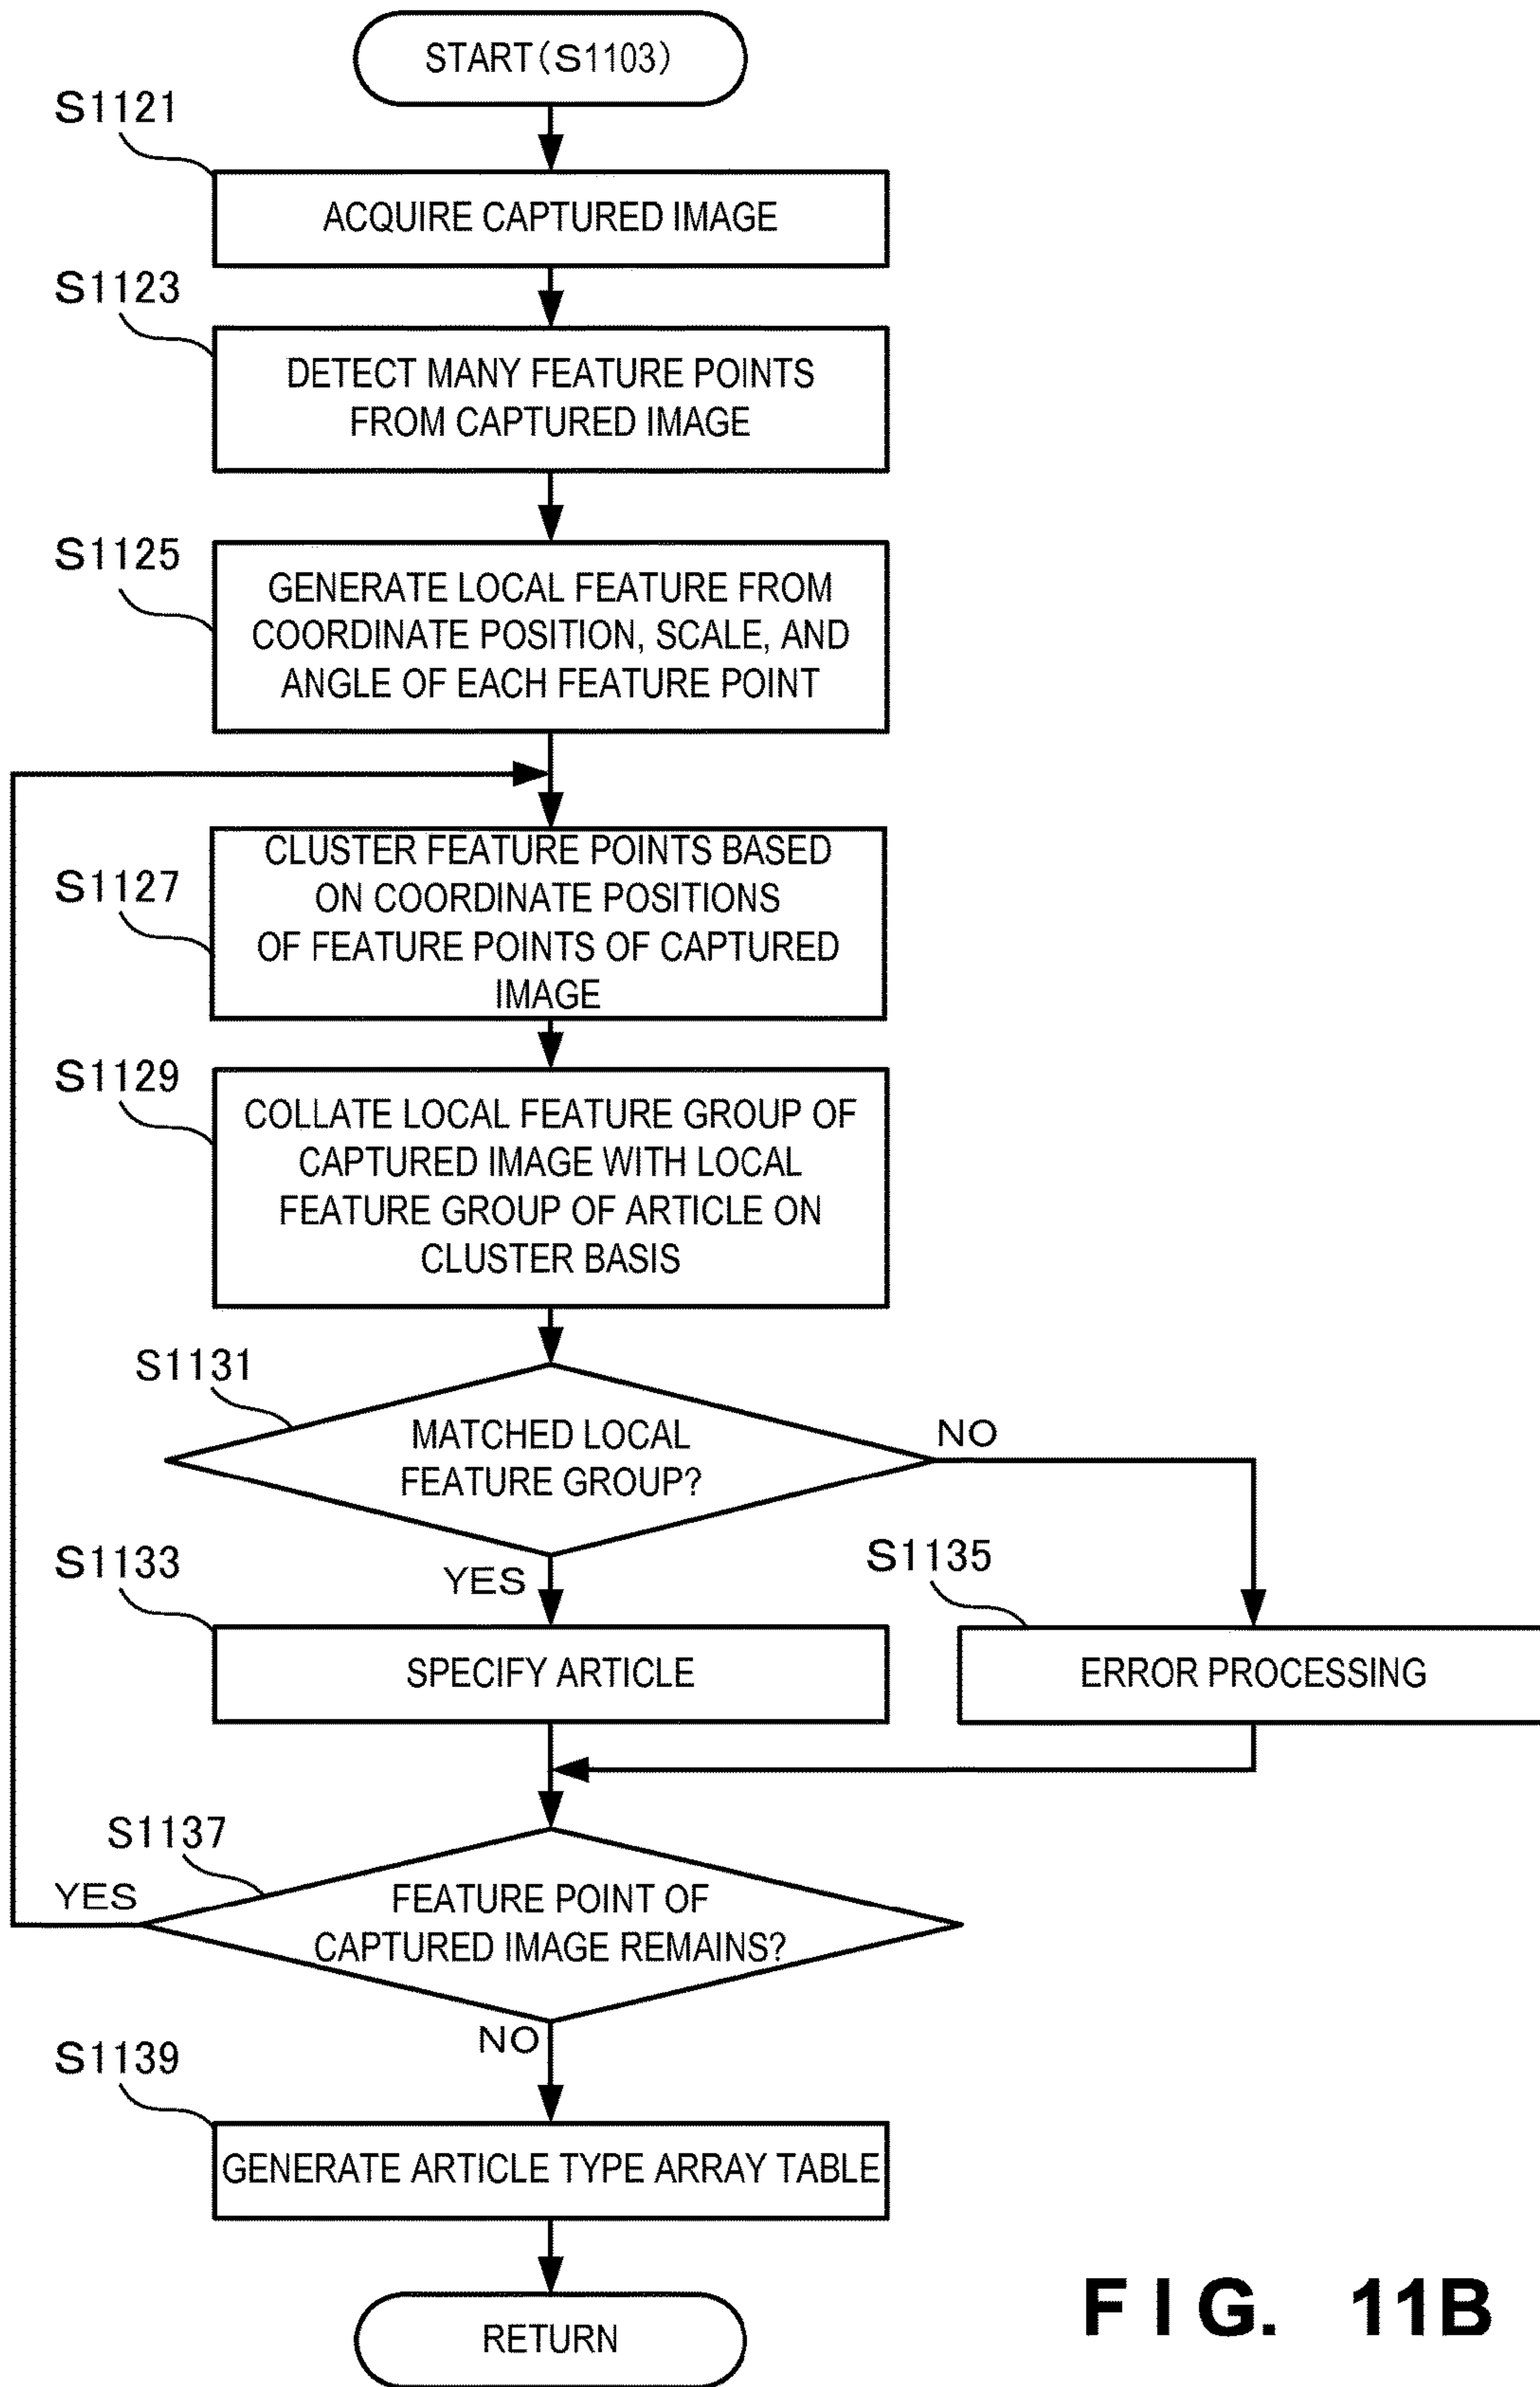 START(S1103)
S1121
ACQUIRE CAPTURED IMAGE
S1123
DETECT MANY FEATURE POINTS
FROM CAPTURED IMAGE
S1125
GENERATE LOCAL FEATURE FROM
COORDINATE POSITION, SCALE, AND
ANGLE OF EACH FEATURE POINT
S1127
CLUSTER FEATURE POINTS BASED
ON COORDINATE POSITIONS
OF FEATURE POINTS OF CAPTURED
IMAGE
S1129
COLLATE LOCAL FEATURE GROUP OF
CAPTURED IMAGE WITH LOCAL
FEATURE GROUP OF ARTICLE ON
CLUSTER BASIS
S1131
MATCHED LOCAL
FEATURE GROUP?
NO
YES
S1133
SPECIFY ARTICLE
S1135
ERROR PROCESSING
S1137
FEATURE POINT OF
CAPTURED IMAGE REMAINS?
YES
NO
S1139
GENERATE ARTICLE TYPE ARRAY TABLE
RETURN
FIG. 11B